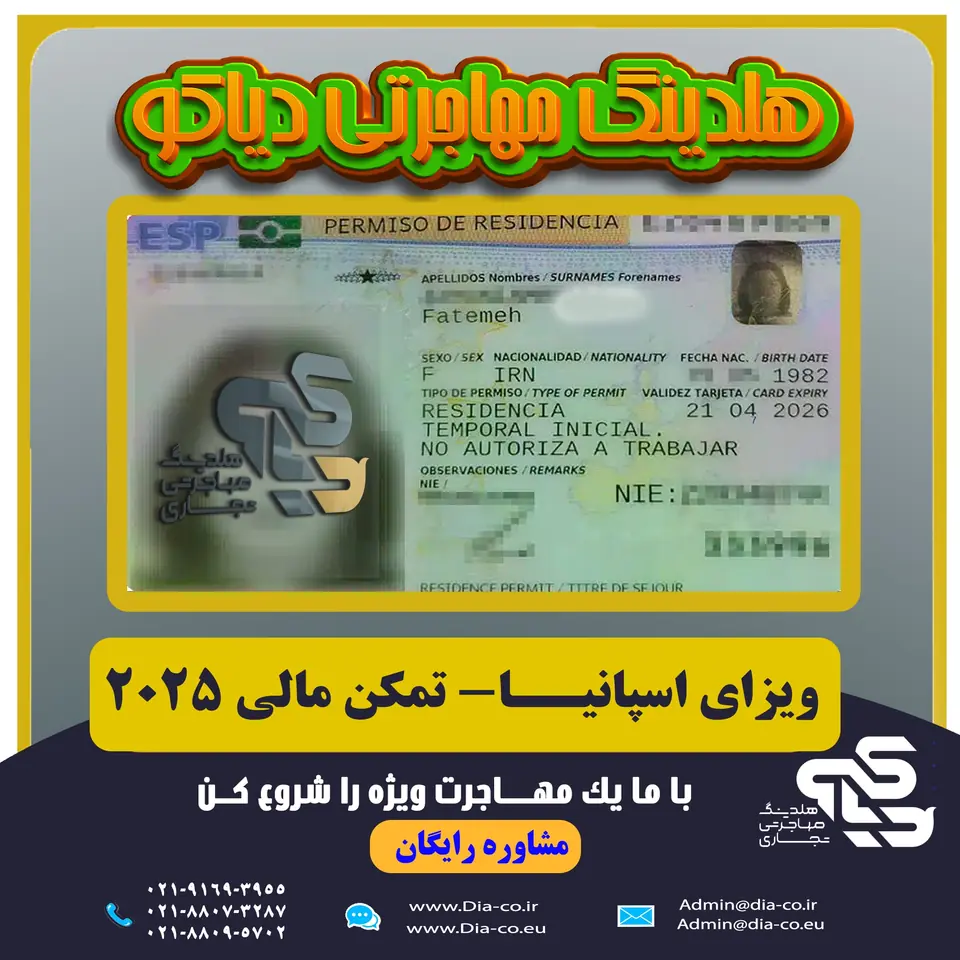 هلدینگ مهاجرتی دیاکو
ESP
PERMISO DE RESIDENCIA
APELLIDOS Nombres / SURNAMES Forenames
Fatemeh
SEXO / SEX NACIONALIDAD / NATIONALITY FECHA NAC. / BIRTH DATE
F IRN 1982
TIPO DE PERMISO / TYPE OF PERMIT VALIDEZ TARJETA / CARD EXPIRY
RESIDENCIA 21 04 2026
TEMPORAL INICIAL.
NO AUTORIZA A TRABAJAR
OBSERVACIONES / REMARKS
NIE /
NIE:
RESIDENCE PERMIT / TITRE DE SEJOUR
هلدینگ
مهاجرتی
تجاری
ویزای اسپانیـــا – تمکن مالی ۲۰۲۵
با ما یك مهـــاجرت ویژه را شروع کـن
مشاوره رایگان
هلدینگ
مهاجرتی
تجاری
۰۲۱-۹۱۶۹-۳۹۵۵
۰۲۱-۸۸۰۷-۳۲۸۷
۰۲۱-۸۸۰۹-۵۷۰۲
www.Dia-co.ir
www.Dia-co.eu
Admin@dia-co.ir
Admin@dia-co.eu